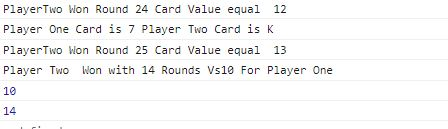 PlayerTwo Won Round 24 Card Value equal  12
Player One Card is 7 Player Two Card is K
PlayerTwo Won Round 25 Card Value equal  13
Player Two  Won with 14 Rounds Vs10 For Player One
10
14